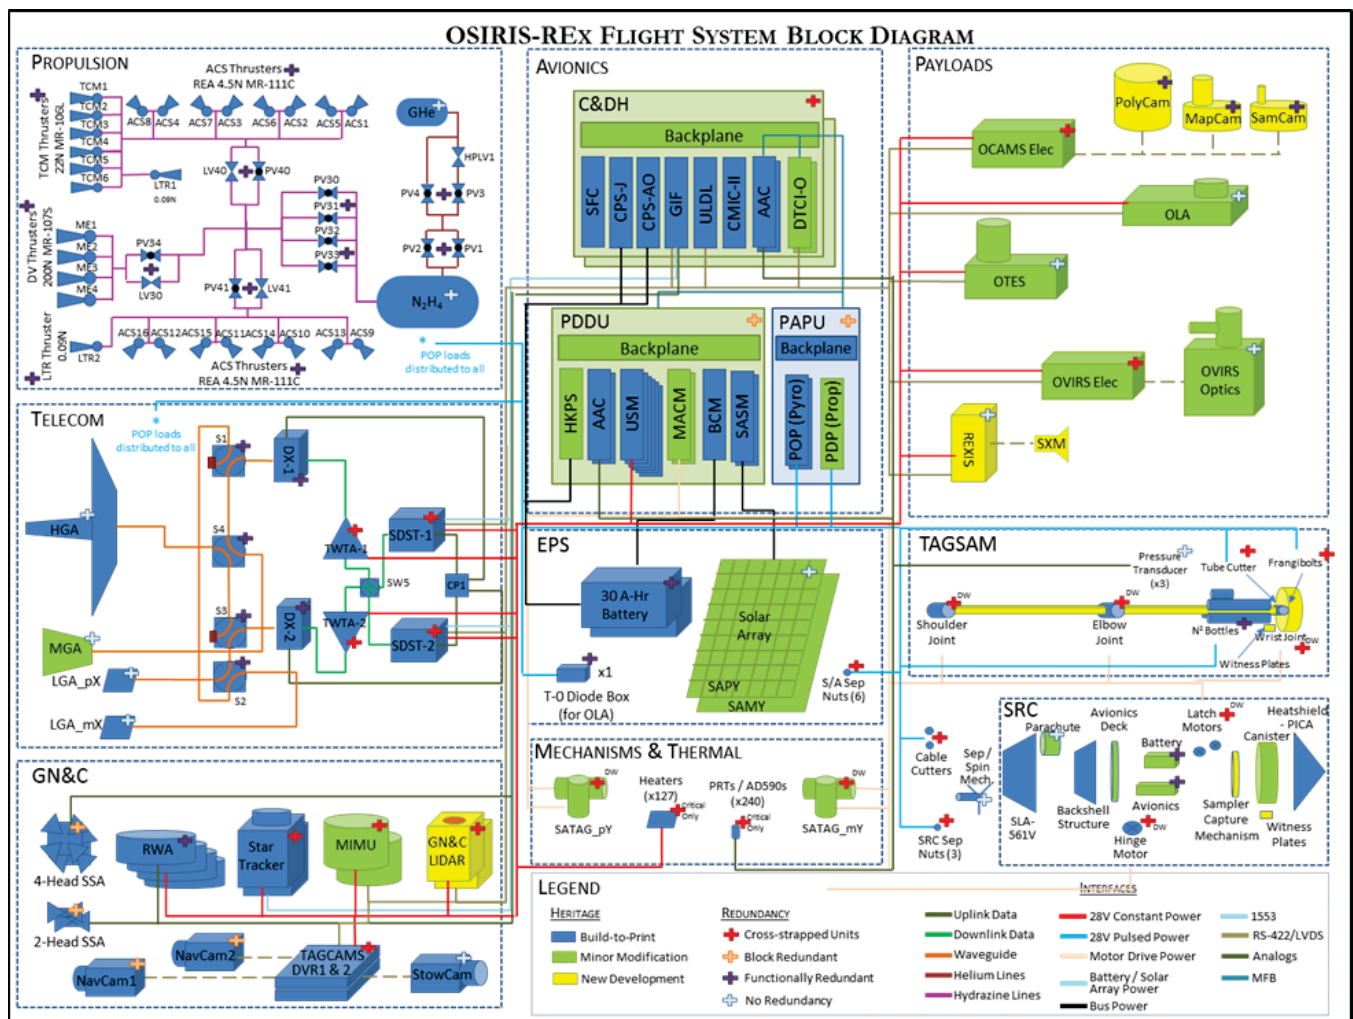 OSIRIS-REX FLIGHT SYSTEM BLOCK DIAGRAM
PROPULSION
ACS Thrusters
REA 4.5N MR-111C
TCM Thrusters
22N MR-106L
TCM1
TCM2
TCM3
TCM4
TCM5
TCM6
ACS8 ACS4
ACS7 ACS3
ACS6 ACS2
ACS5 ACS1
LTR1
0.09N
LV40
PV40
GHe
HPLV1
PV4
PV3
PV2
PV1
N2H4
PV30
PV31
PV32
PV33
DV Thrusters
200N MR-107S
ME1
ME2
ME3
ME4
PV34
LV30
PV41
LV41
LTR Thruster
0.09N
LTR2
ACS16 ACS12
ACS15 ACS11
ACS14 ACS10
ACS13 ACS9
ACS Thrusters
REA 4.5N MR-111C
*
POP loads
distributed to all
AVIONICS
C&DH
Backplane
SFC
CPS-J
CPS-AO
GIF
ULDL
CMIC-II
AAC
DTCI-O
PDDU
Backplane
HKPS
AAC
USM
MACM
BCM
SASM
PAPU
Backplane
POP (Pyro)
PDP (Prop)
PAYLOADS
PolyCam
MapCam
SamCam
OCAMS Elec
OLA
OTES
OVIRS Elec
OVIRS
Optics
REXIS
SXM
TELECOM
*
POP loads
distributed to all
HGA
MGA
LGA_pX
LGA_mX
S1
S4
S3
S2
DX-1
DX-2
TWTA-1
TWTA-2
SW5
SDST-1
SDST-2
CP1
EPS
30 A-Hr
Battery
Solar
Array
SAPY
SAMY
x1
T-0 Diode Box
(for OLA)
S/A Sep
Nuts (6)
TAGSAM
Pressure
Transducer
(x3)
Tube Cutter
Frangibolts
DW
Shoulder
Joint
DW
Elbow
Joint
N2 Bottles
Wrist Joint
DW
Witness Plates
MECHANISMS & THERMAL
DW
SATAG_pY
Heaters
(x127)
Critical
Only
PRTs / AD590s
(x240)
Critical
Only
DW
SATAG_mY
Cable
Cutters
Sep /
Spin
Mech.
SRC Sep
Nuts (3)
SRC
Parachute
SLA-
561V
Backshell
Structure
Avionics
Deck
Battery
Avionics
Hinge
Motor
DW
Latch
Motors
DW
Sampler
Capture
Mechanism
Canister
Witness
Plates
Heatshield
- PICA
GN&C
4-Head SSA
2-Head SSA
RWA
Star
Tracker
MIMU
GN&C
LIDAR
NavCam2
NavCam1
TAGCAMS
DVR1 & 2
StowCam
LEGEND
HERITAGE
Build-to-Print
Minor Modification
New Development
REDUNDANCY
Cross-strapped Units
Block Redundant
Functionally Redundant
No Redundancy
INTERFACES
Uplink Data
Downlink Data
Waveguide
Helium Lines
Hydrazine Lines
28V Constant Power
28V Pulsed Power
Motor Drive Power
Battery / Solar
Array Power
Bus Power
1553
RS-422/LVDS
Analogs
MFB